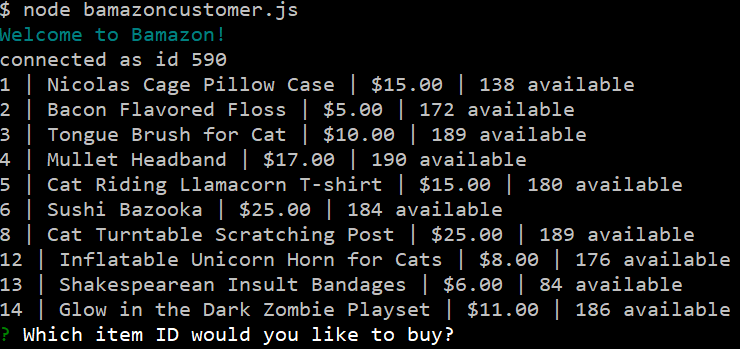 $ node bamazoncustomer.js
Welcome to Bamazon!
connected as id 590
1 | Nicolas Cage Pillow Case | $15.00 | 138 available
2 | Bacon Flavored Floss | $5.00 | 172 available
3 | Tongue Brush for Cat | $10.00 | 189 available
4 | Mullet Headband | $17.00 | 190 available
5 | Cat Riding Llamacorn T-shirt | $15.00 | 180 available
6 | Sushi Bazooka | $25.00 | 184 available
8 | Cat Turntable Scratching Post | $25.00 | 189 available
12 | Inflatable Unicorn Horn for Cats | $8.00 | 176 available
13 | Shakespearean Insult Bandages | $6.00 | 84 available
14 | Glow in the Dark Zombie Playset | $11.00 | 186 available
? Which item ID would you like to buy?